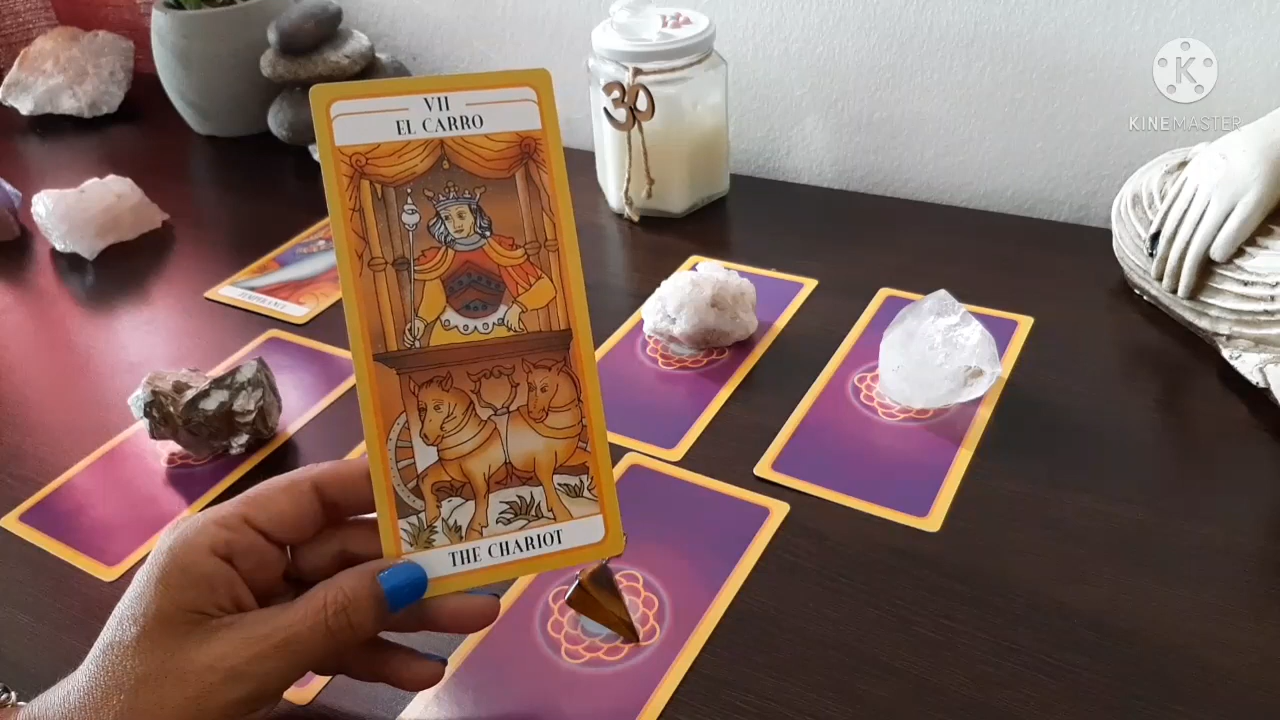 VII
EL CARRO
THE CHARIOT
TEMPERANCE
K
KINEMASTER